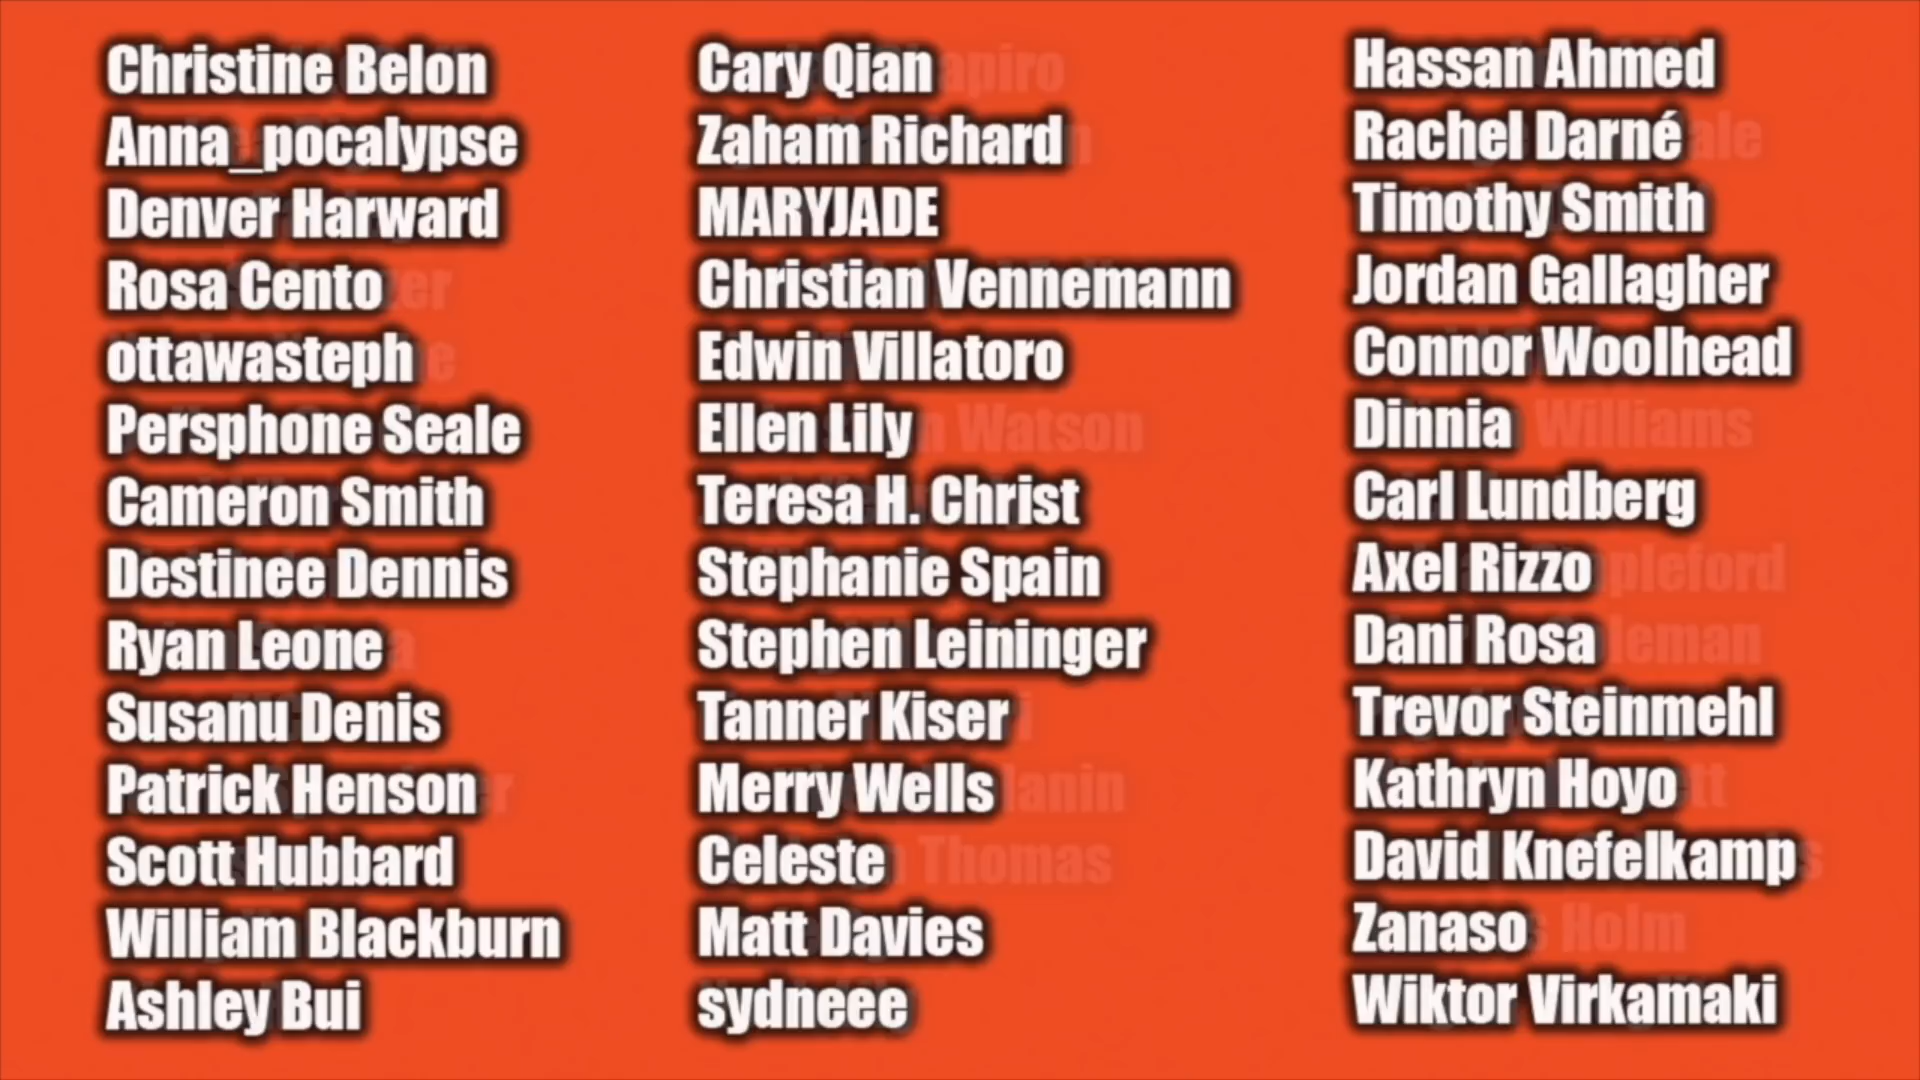 Christine Belon
Anna_pocalypse
Denver Harward
Rosa Cento
ottawasteph
Persphone Seale
Cameron Smith
Destinee Dennis
Ryan Leone
Susanu Denis
Patrick Henson
Scott Hubbard
William Blackburn
Ashley Bui
Cary Qian
Zaham Richard
MARYJADE
Christian Vennemann
Edwin Villatoro
Ellen Lily
Teresa H. Christ
Stephanie Spain
Stephen Leininger
Tanner Kiser
Merry Wells
Celeste
Matt Davies
sydneee
Hassan Ahmed
Rachel Darné
Timothy Smith
Jordan Gallagher
Connor Woolhead
Dinnia
Carl Lundberg
Axel Rizzo
Dani Rosa
Trevor Steinmehl
Kathryn Hoyo
David Knefelkamp
Zanaso
Wiktor Virkamaki
Watson
Thomas
Williams
Holm